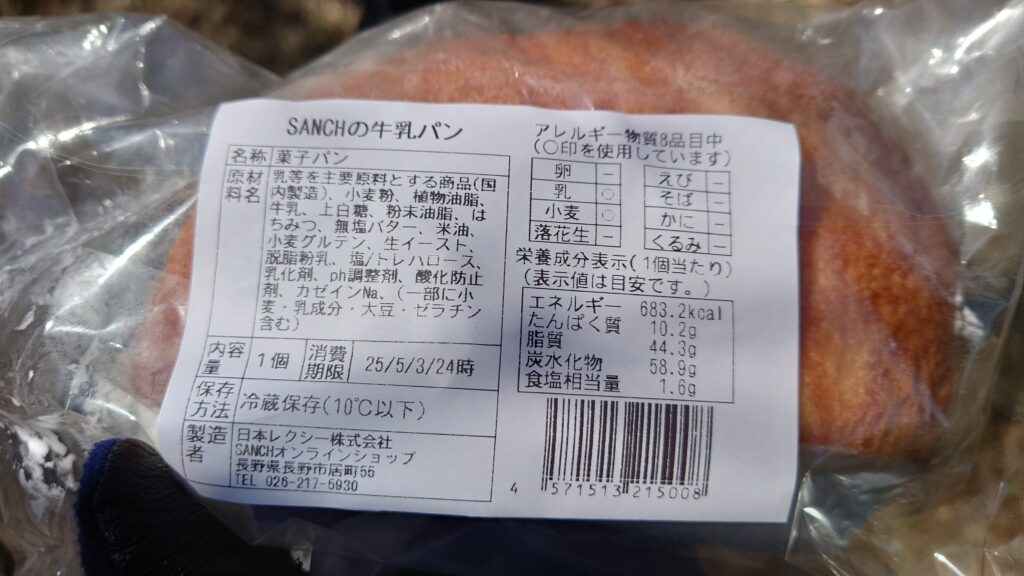 SANCHの牛乳パン
名称 菓子パン
原材料名 乳等を主要原料とする商品(国
内製造)、小麦粉、植物油脂、
牛乳、上白糖、粉末油脂、は
ちみつ、無塩バター、米油、
小麦グルテン、生イースト、
脱脂粉乳、塩/トレハロース、
乳化剤、ph調整剤、酸化防止
剤、カゼインNa、(一部に小
麦・乳成分・大豆・ゼラチン
含む)
内容量 1個 消費期限 25/5/3/24時
保存方法 冷蔵保存(10℃以下)
製造者 日本レクシー株式会社
SANCHオンラインショップ
長野県長野市居町55
TEL 026-217-5930
アレルギー物質8品目中
(○印を使用しています)
卵 - えび -
乳 ○ そば -
小麦 ○ かに -
落花生 - くるみ -
栄養成分表示(1個当たり)
(表示値は目安です。)
エネルギー 683.2kcal
たんぱく質 10.2g
脂質 44.3g
炭水化物 58.9g
食塩相当量 1.6g
4 571513 215008